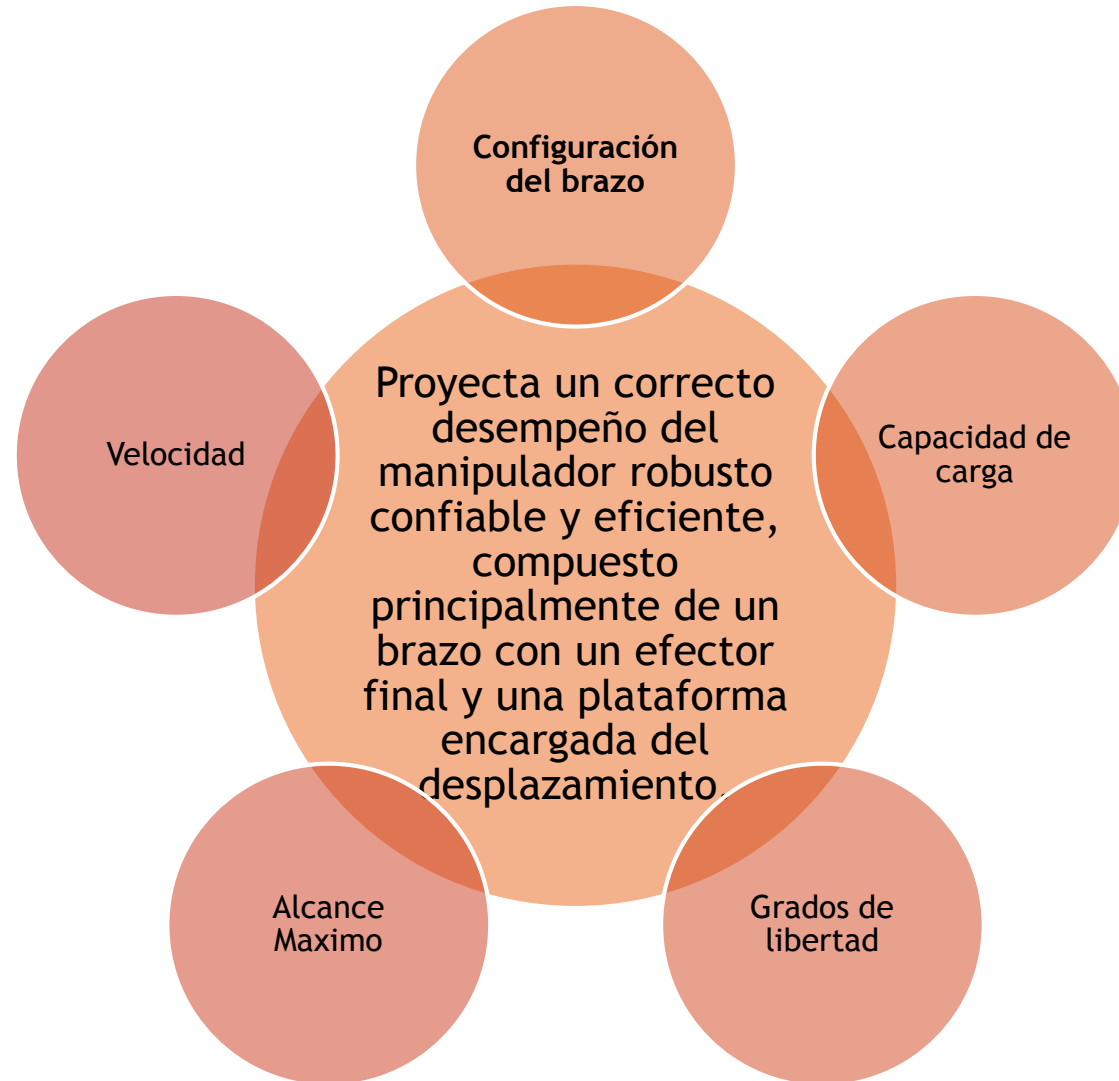 Configuración
del brazo
Velocidad
Capacidad de
carga
Proyecta un correcto
desempeño del
manipulador robusto
confiable y eficiente,
compuesto
principalmente de un
brazo con un efector
final y una plataforma
encargada del
desplazamiento.
Alcance
Maximo
Grados de
libertad